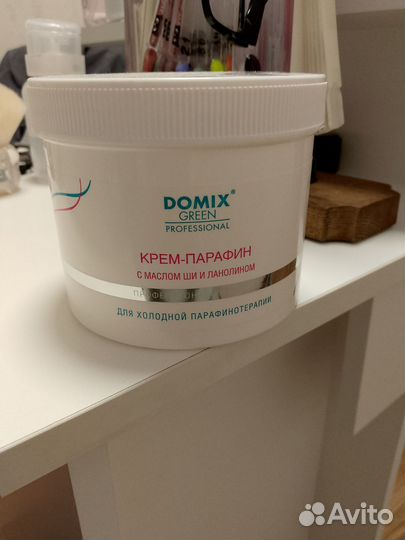 DOMIX®
GREEN
PROFESSIONAL
КРЕМ-ПАРАФИН
С МАСЛОМ ШИ И ЛАНОЛИНОМ
ДЛЯ ХОЛОДНОЙ ПАРАФИНОТЕРАПИИ
Avito